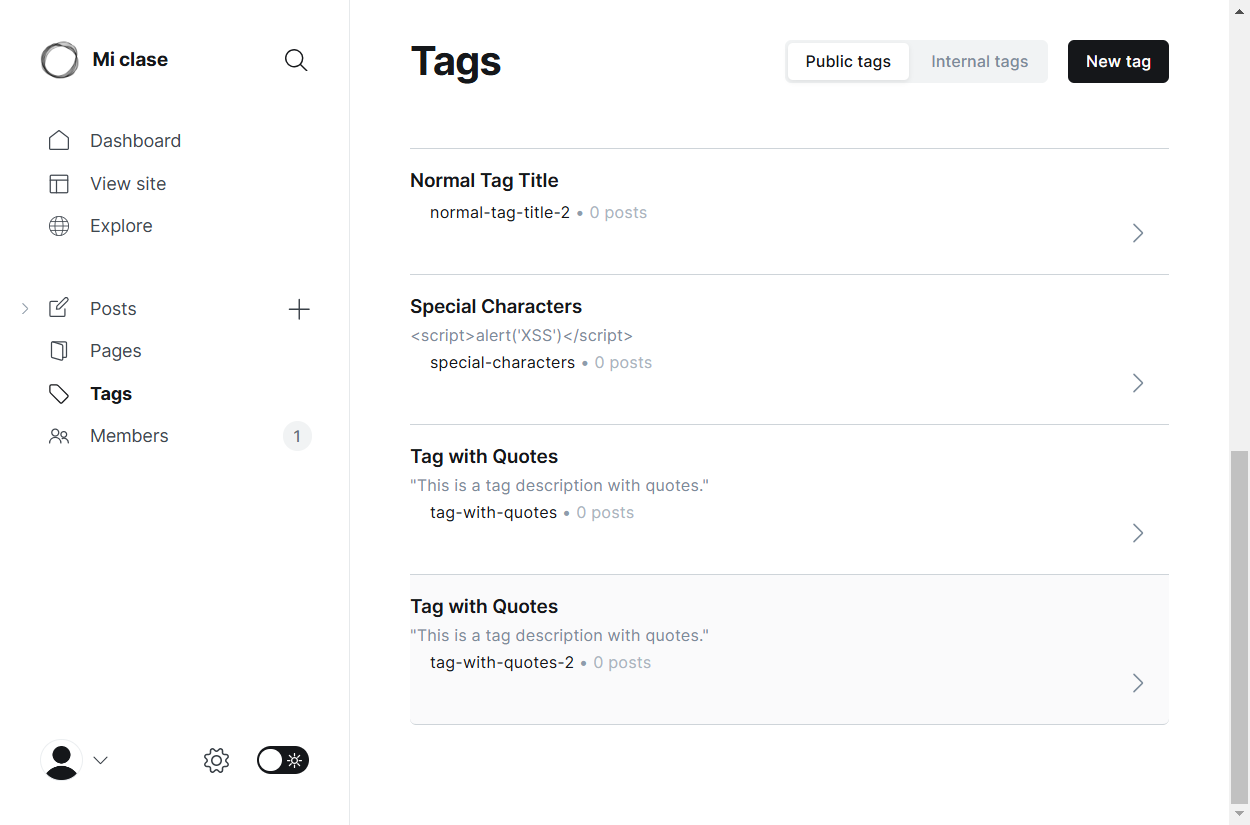 Mi clase
Dashboard
View site
Explore
Posts
Pages
Tags
Members 1
Tags
Public tags Internal tags New tag
Normal Tag Title
normal-tag-title-2 • 0 posts
Special Characters
<script>alert('XSS')</script>
special-characters • 0 posts
Tag with Quotes
"This is a tag description with quotes."
tag-with-quotes • 0 posts
Tag with Quotes
"This is a tag description with quotes."
tag-with-quotes-2 • 0 posts